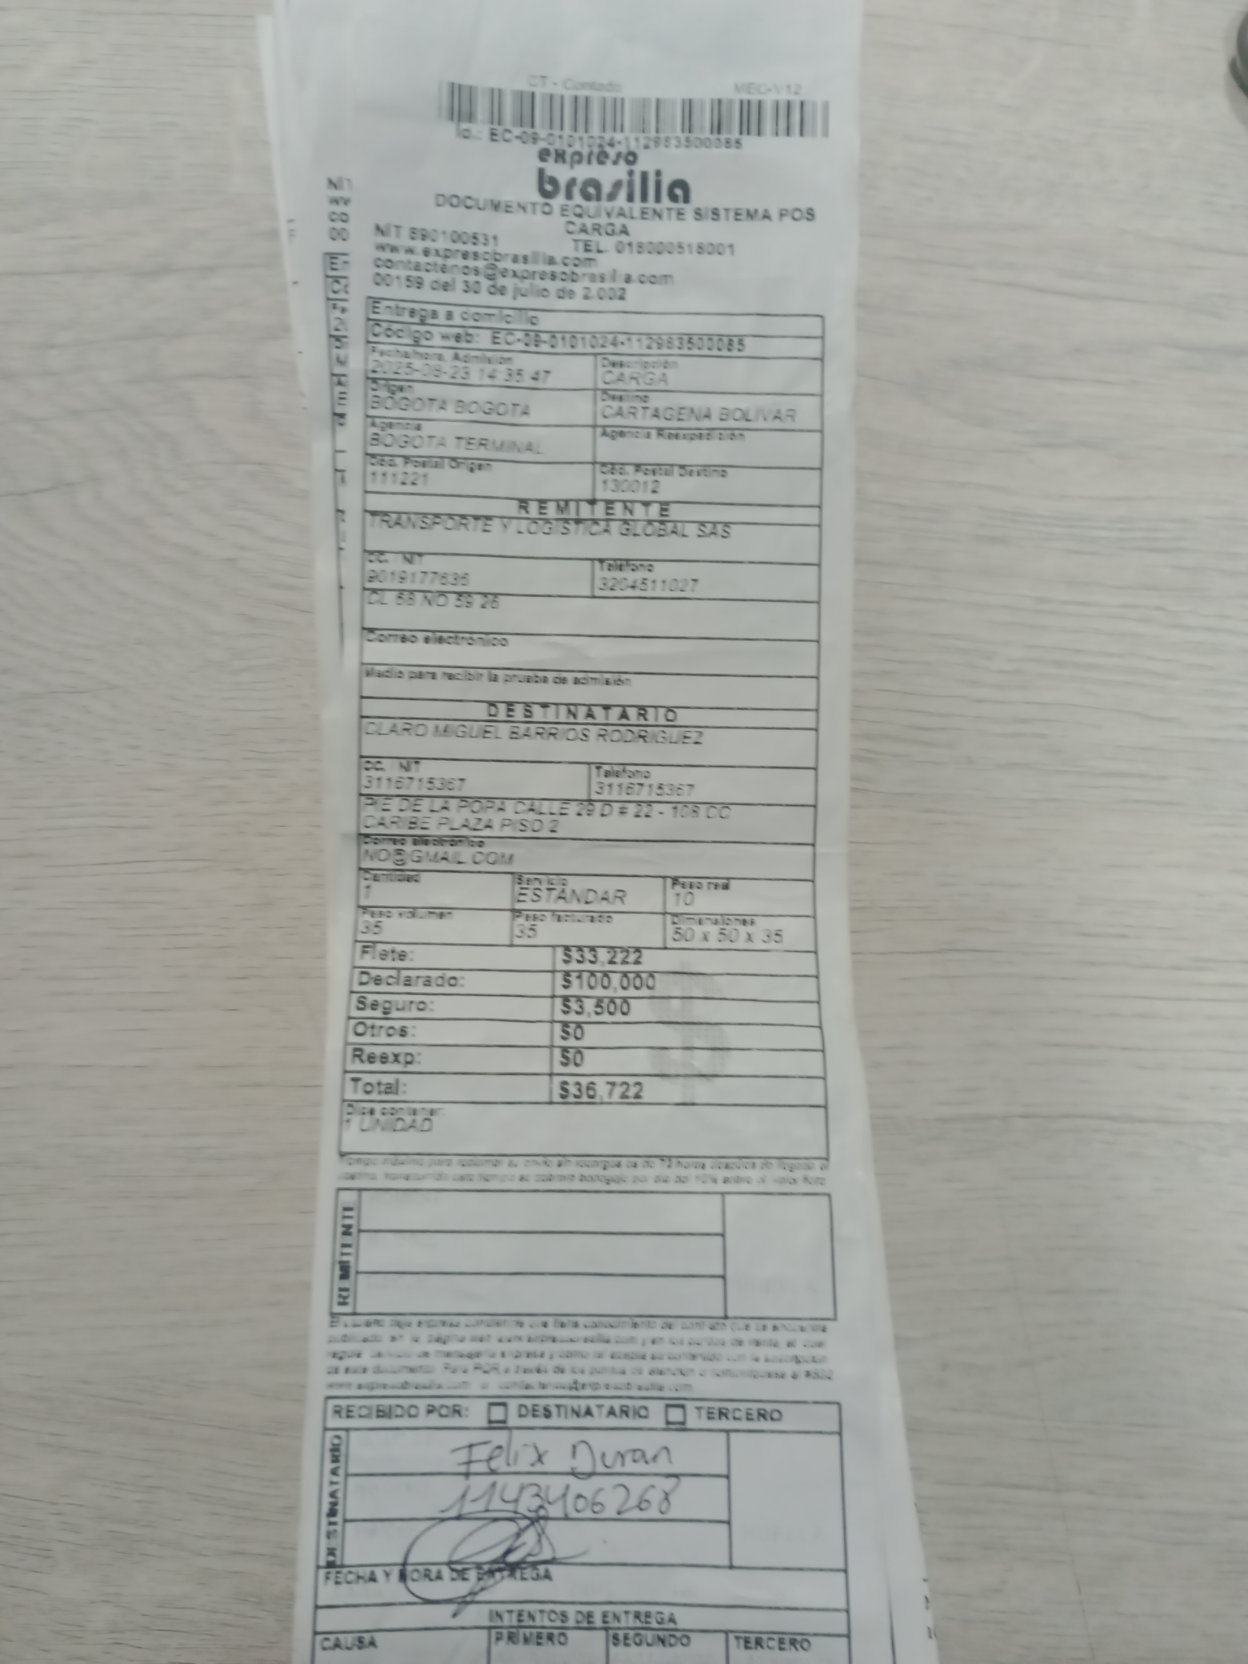 CT - Contado MEC-V12
Id.: EC-09-0101024-112983500085
expreso
brasilia
DOCUMENTO EQUIVALENTE SISTEMA POS
CARGA
NIT 890100531 TEL. 018000518001
www.expresobrasilia.com
contactenos@expresobrasilia.com
00159 del 30 de julio de 2.002
Entrega a domicilio
Código web: EC-09-0101024-112983500085
Fecha/hora. Admisión Descripción
2025-08-23 14:35:47 CARGA
Origen Destino
BOGOTA BOGOTA CARTAGENA BOLIVAR
Agencia Agencia Reexpedición
BOGOTA TERMINAL
Cód. Postal Origen Cód. Postal Destino
111221 130012
REMITENTE
TRANSPORTE Y LOGISTICA GLOBAL SAS
CC. NIT Teléfono
9019177636 3204511027
CL 68 NO 59 26
Correo electrónico
Medio para recibir la prueba de admisión
DESTINATARIO
CLARO MIGUEL BARRIOS RODRIGUEZ
CC. NIT Teléfono
3116715367 3116715367
PIE DE LA POPA CALLE 29 D # 22 - 108 CC
CARIBE PLAZA PISO 2
Correo electrónico
NO@GMAIL.COM
Cantidad Servicio Peso real
1 ESTANDAR 10
Peso volumen Peso facturado Dimensiones
35 35 50 x 50 x 35
Flete: $33,222
Declarado: $100,000
Seguro: $3,500
Otros: $0
Reexp: $0
Total: $36,722
Dice contener:
1 UNIDAD
REMITENTE
RECIBIDO POR: DESTINATARIO TERCERO
DESTINATARIO
Felix Duran
1143406268
FECHA Y HORA DE ENTREGA
INTENTOS DE ENTREGA
CAUSA PRIMERO SEGUNDO TERCERO